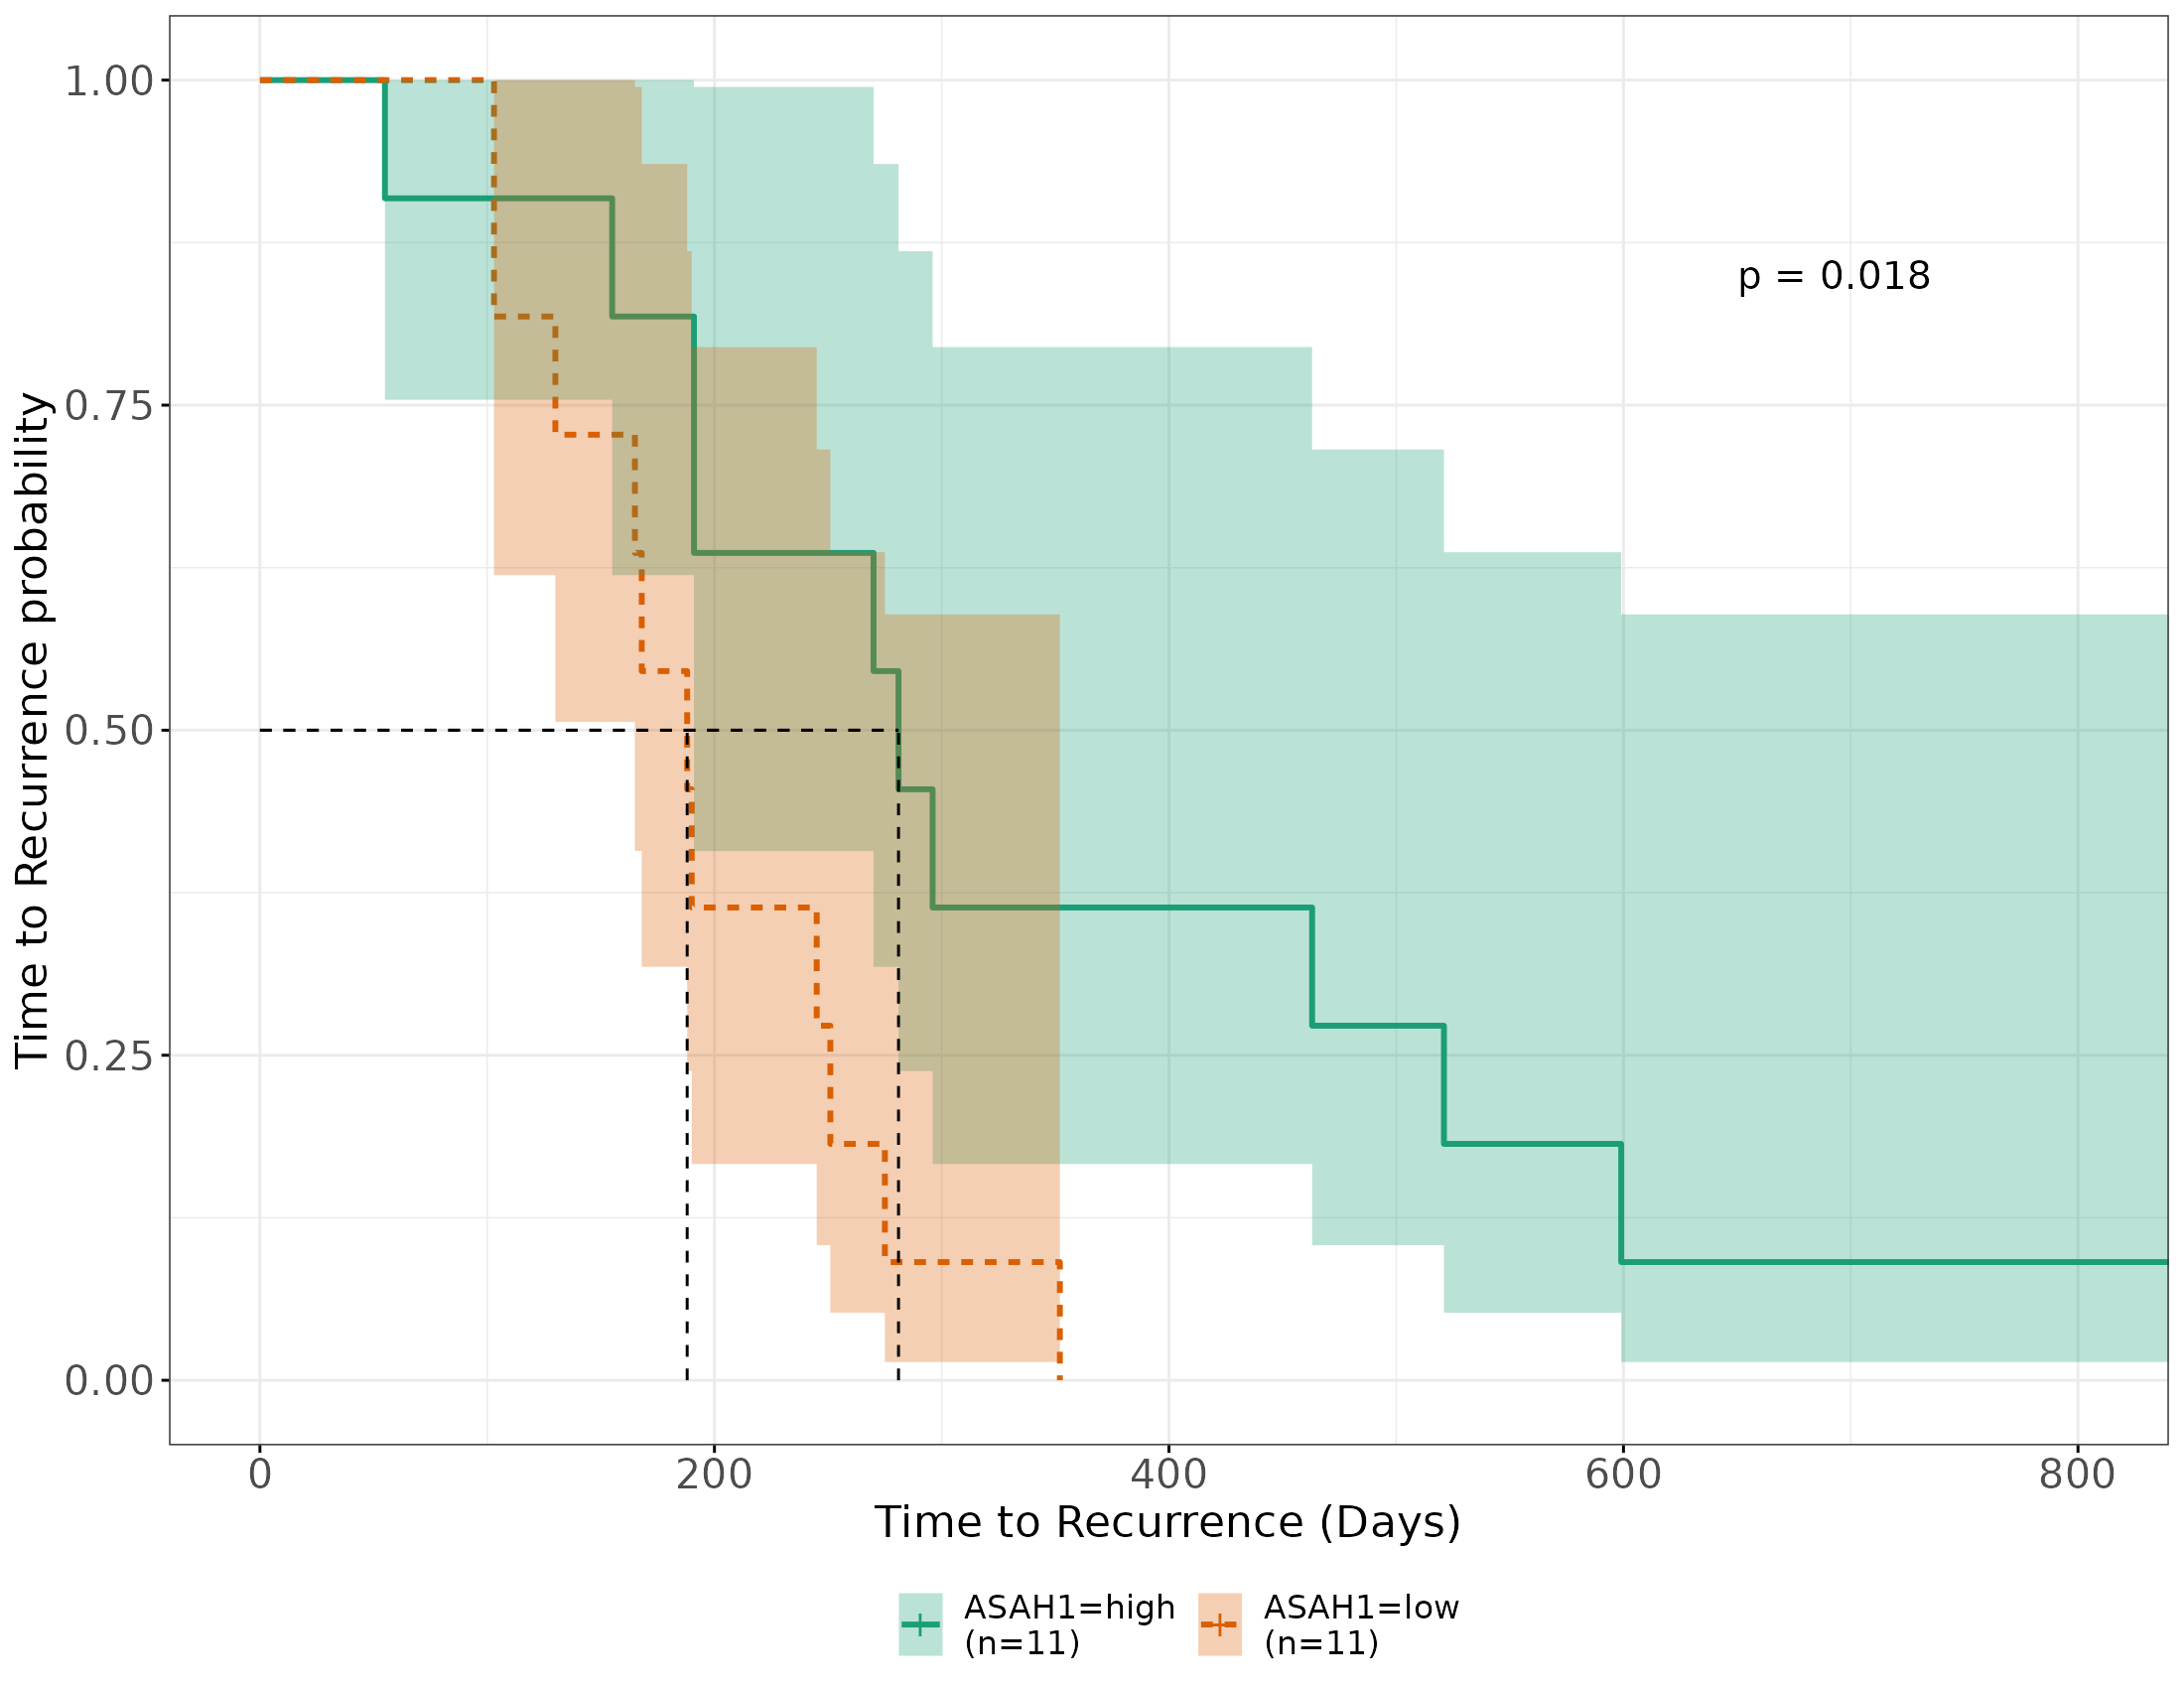 1.00
0.75
0.50
0.25
0.00
Time to Recurrence probability
p = 0.018
0 200 400 600 800
Time to Recurrence (Days)
ASAH1=high
(n=11)
ASAH1=low
(n=11)